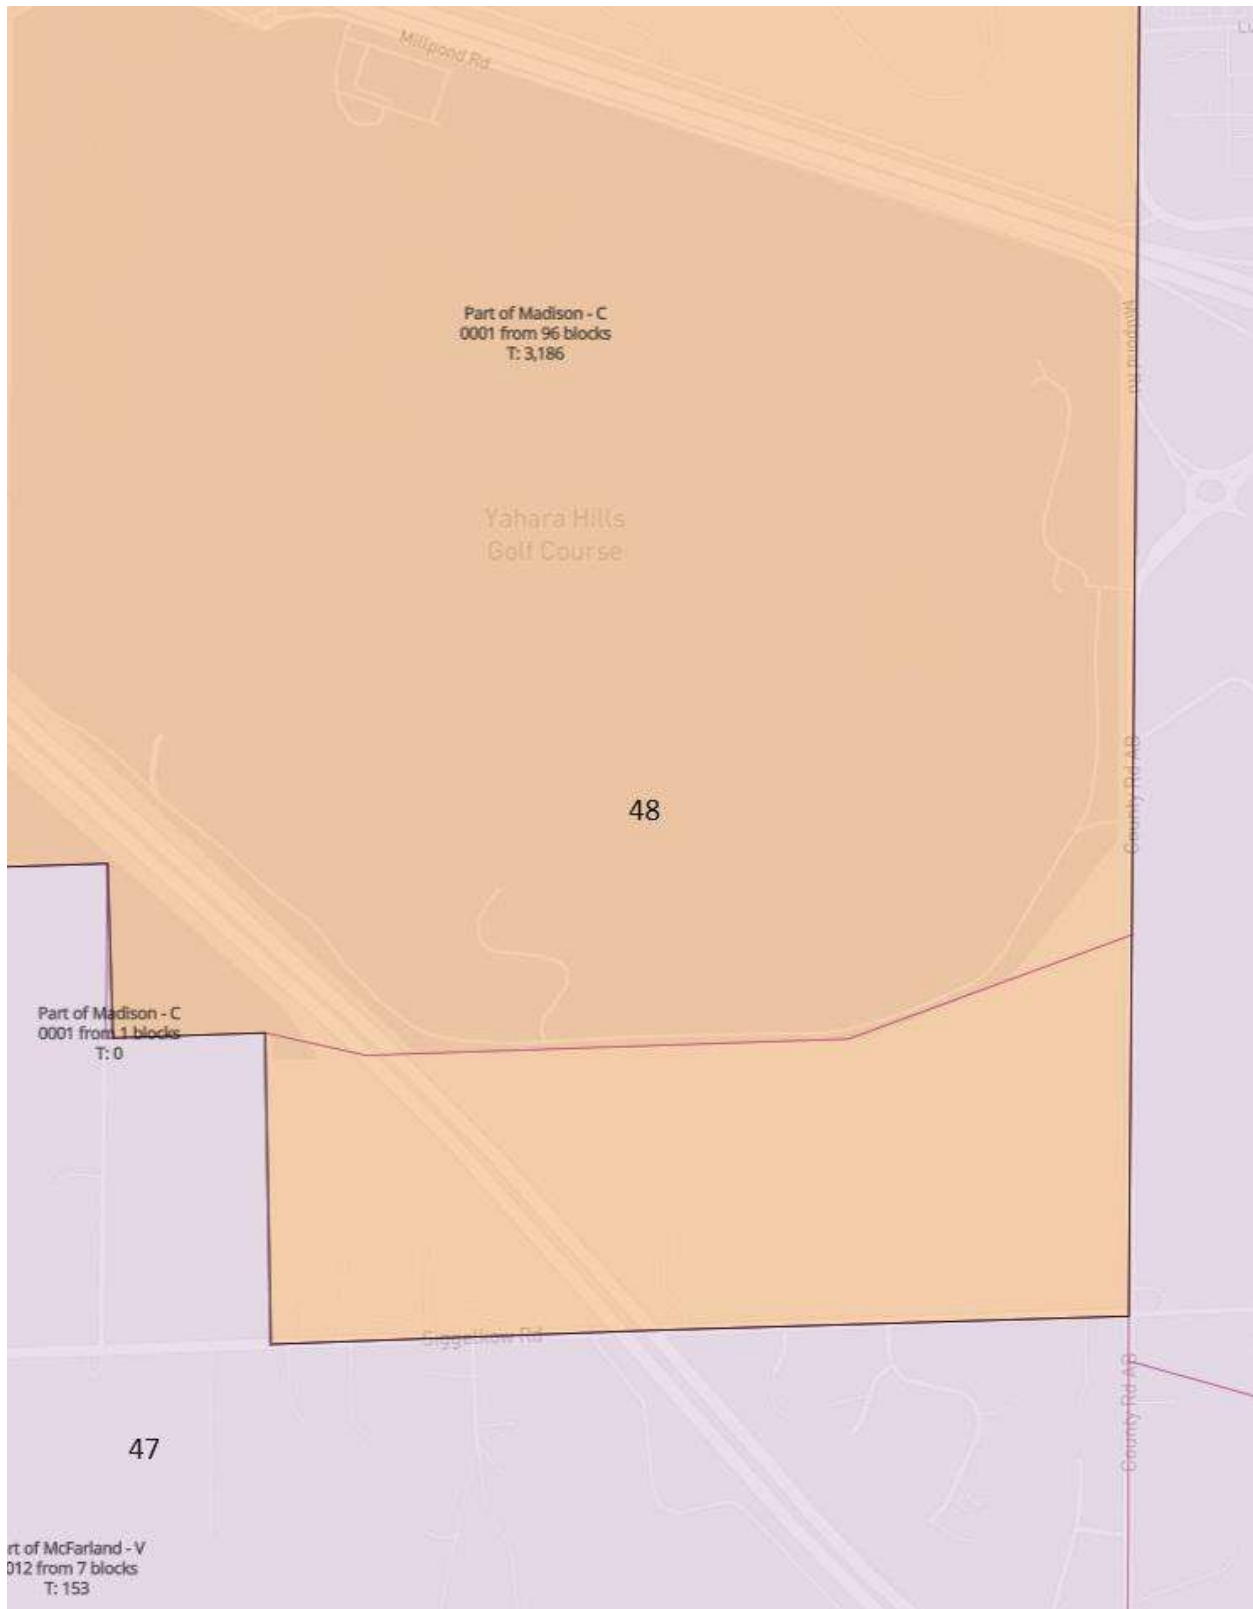 Millpond Rd
Part of Madison - C
0001 from 96 blocks
T: 3,186
Millpond Rd
Yahara Hills
Golf Course
County Rd AB
48
Part of Madison - C
0001 from 1 blocks
T: 0
Siggelkow Rd
County Rd AB
47
rt of McFarland - V
012 from 7 blocks
T: 153